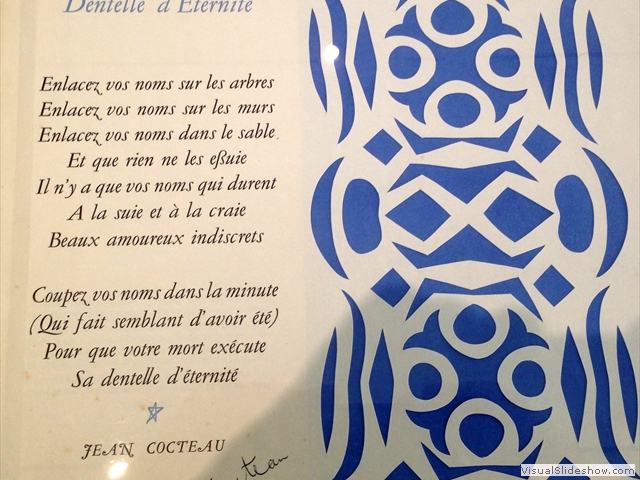 Dentelle d'Eternité
Enlacez vos noms sur les arbres
Enlacez vos noms sur les murs
Enlacez vos noms dans le sable
Et que rien ne les eßuie
Il n'y a que vos noms qui durent
A la suie et à la craie
Beaux amoureux indiscrets
Coupez vos noms dans la minute
(Qui fait semblant d'avoir été)
Pour que votre mort exécute
Sa dentelle d'éternité
JEAN COCTEAU
VisualSlideshow.com